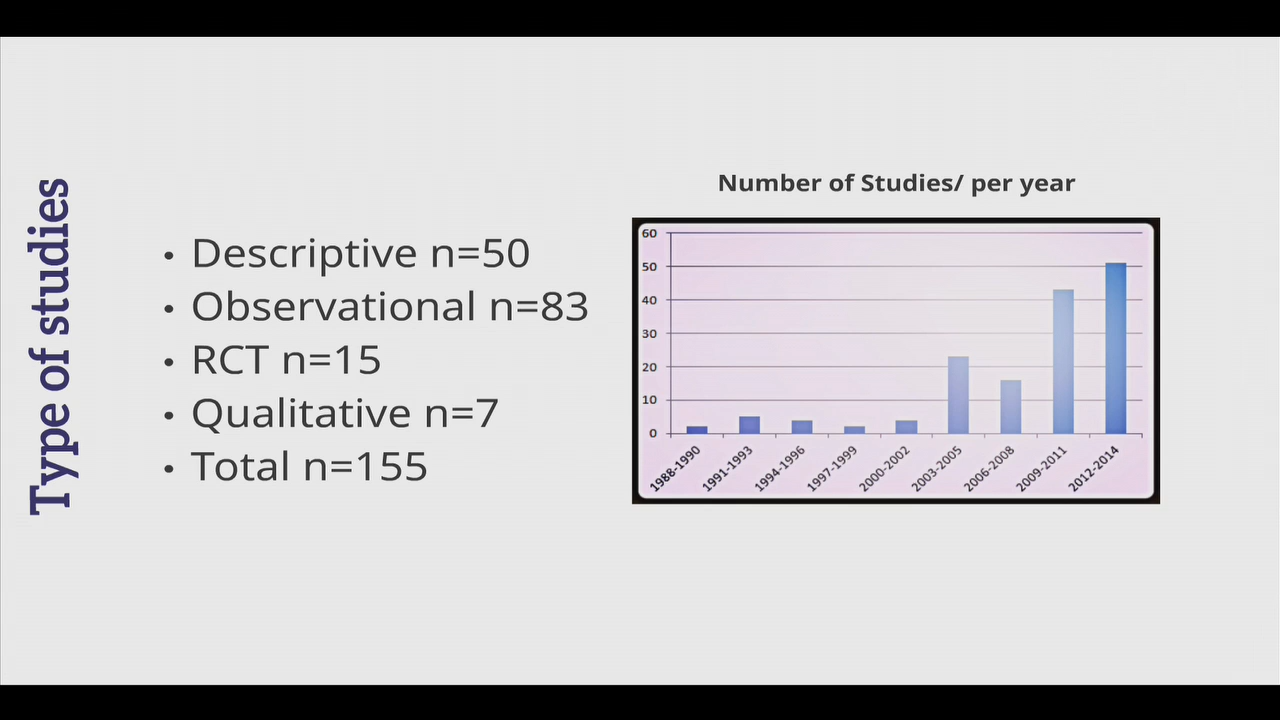 Type of studies
• Descriptive n=50
• Observational n=83
• RCT n=15
• Qualitative n=7
• Total n=155
Number of Studies/ per year
60
50
40
30
20
10
0
1988-1990
1991-1993
1994-1996
1997-1999
2000-2002
2003-2005
2006-2008
2009-2011
2012-2014